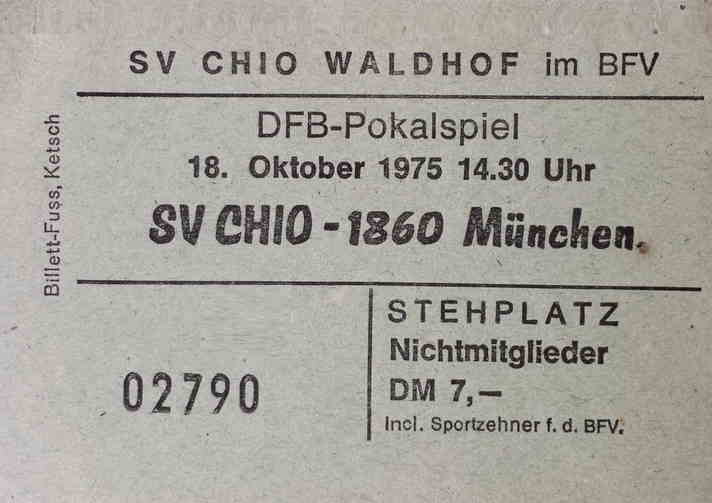 SV CHIO WALDHOF im BFV
DFB-Pokalspiel
18. Oktober 1975 14.30 Uhr
SV CHIO - 1860 München.
Billett-Fuss, Ketsch
02790
STEHPLATZ
Nichtmitglieder
DM 7,—
Incl. Sportzehner f. d. BFV.